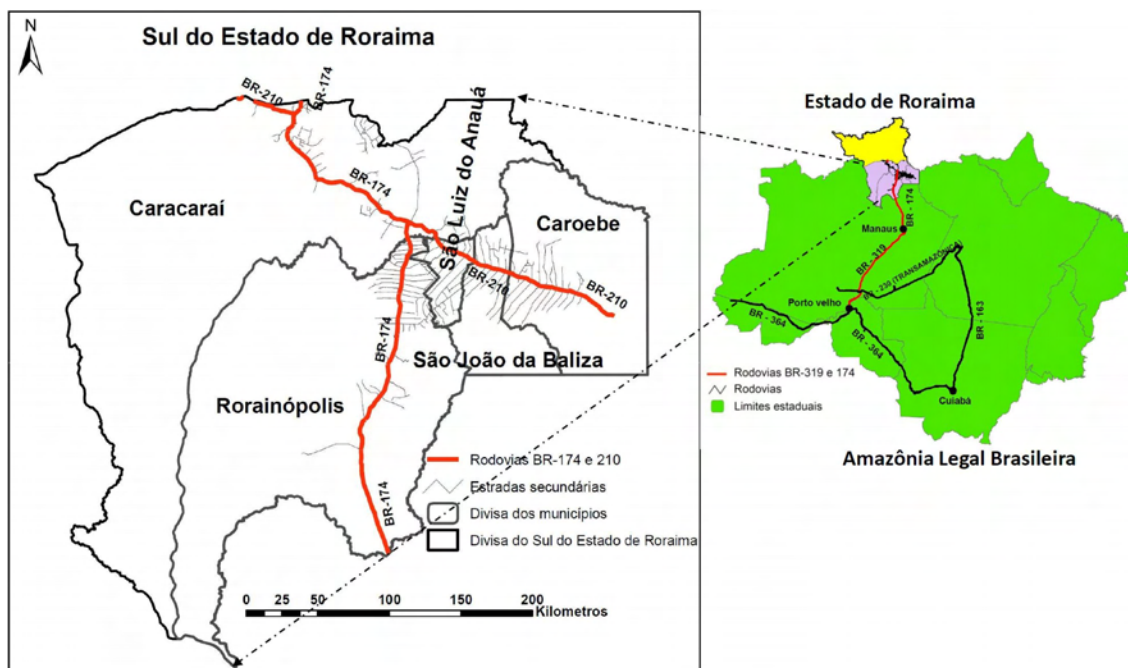 N
Sul do Estado de Roraima
BR-210
BR-174
BR-174
São Luiz do Anauá
Caracaraí
Caroebe
BR-210
BR-210
BR-174
São João da Baliza
Rorainópolis
BR-174
Rodovias BR-174 e 210
Estradas secundárias
Divisa dos municípios
Divisa do Sul do Estado de Roraima
0 25 50 100 150 200
Kilometros
Estado de Roraima
BR - 174
Manaus
BR - 319
BR - 230 (TRANSAMAZÔNICA)
Porto velho
BR - 364
BR - 364
BR - 163
Cuiabá
Rodovias BR-319 e 174
Rodovias
Limites estaduais
Amazônia Legal Brasileira